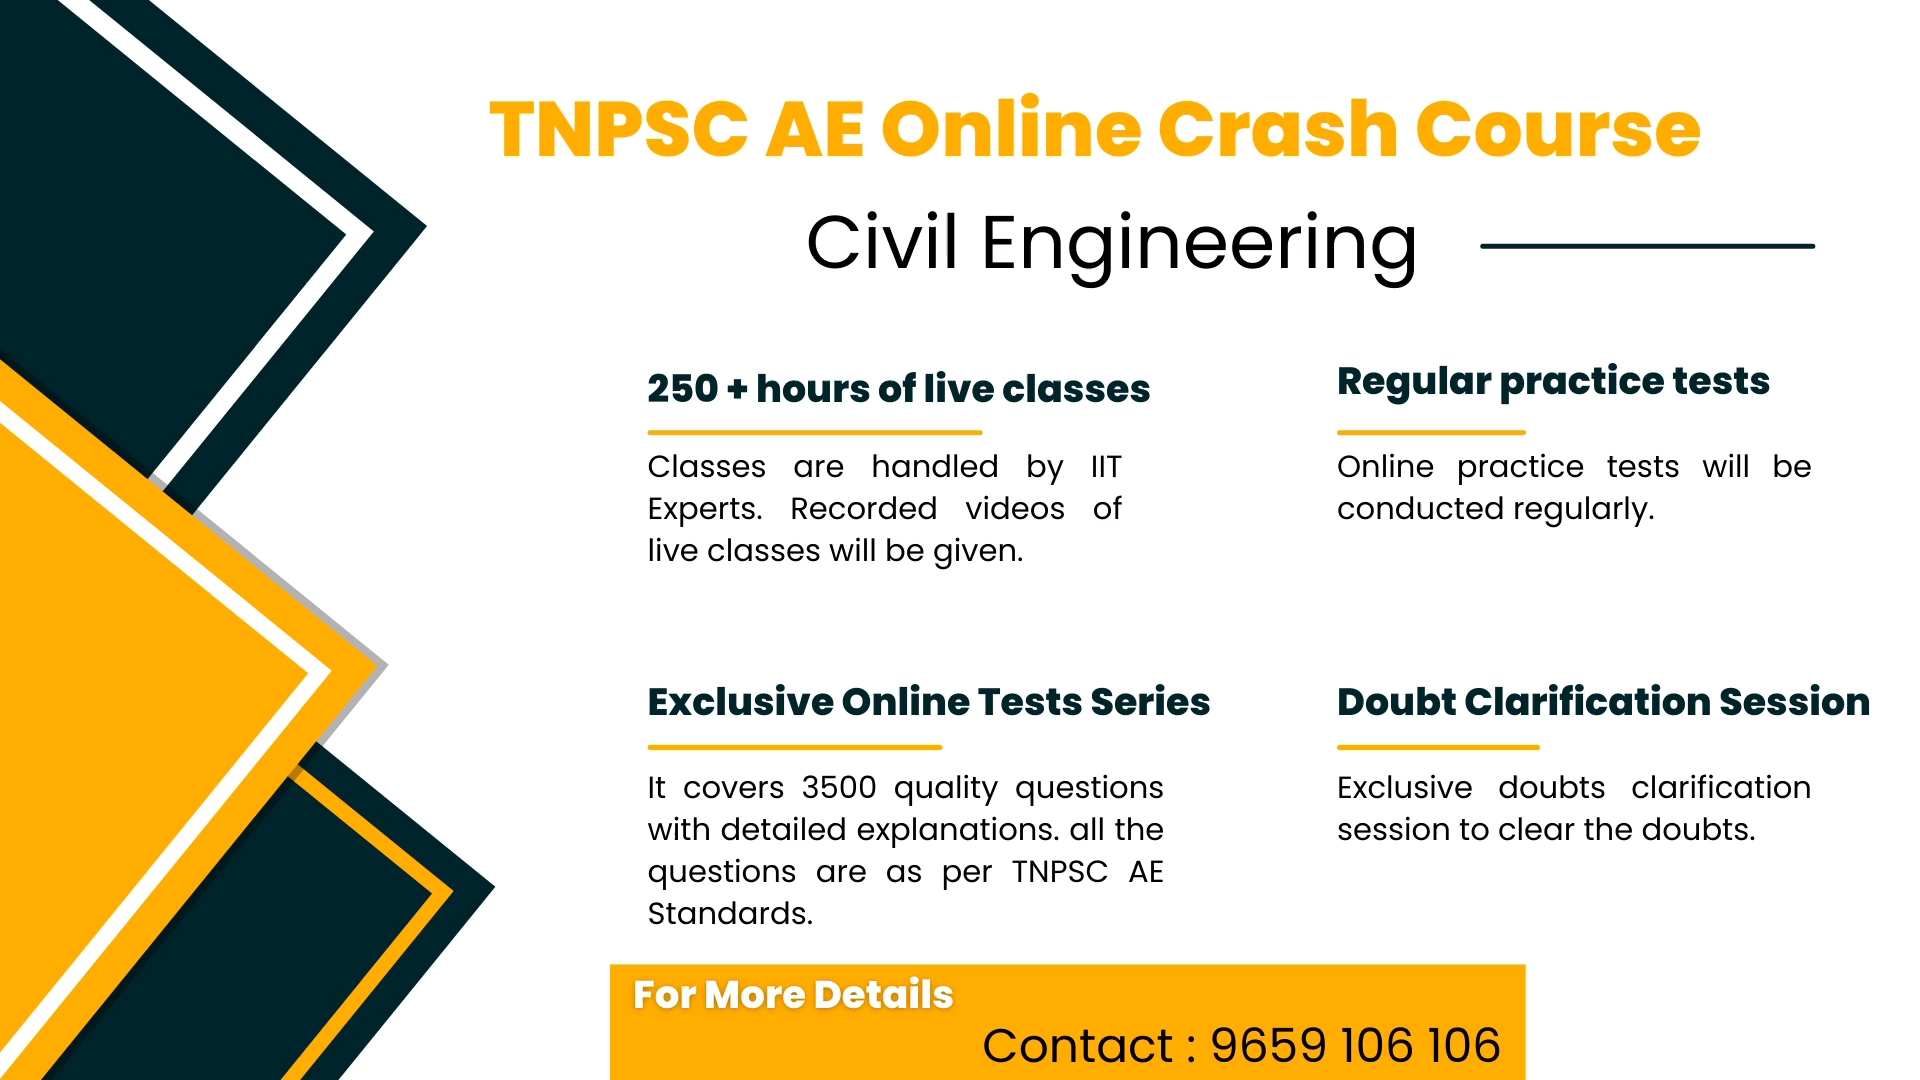 TNPSC AE Online Crash Course
Civil Engineering
250 + hours of live classes
Classes are handled by IIT
Experts. Recorded videos of
live classes will be given.
Regular practice tests
Online practice tests will be
conducted regularly.
Exclusive Online Tests Series
It covers 3500 quality questions
with detailed explanations. all the
questions are as per TNPSC AE
Standards.
Doubt Clarification Session
Exclusive doubts clarification
session to clear the doubts.
For More Details
Contact : 9659 106 106